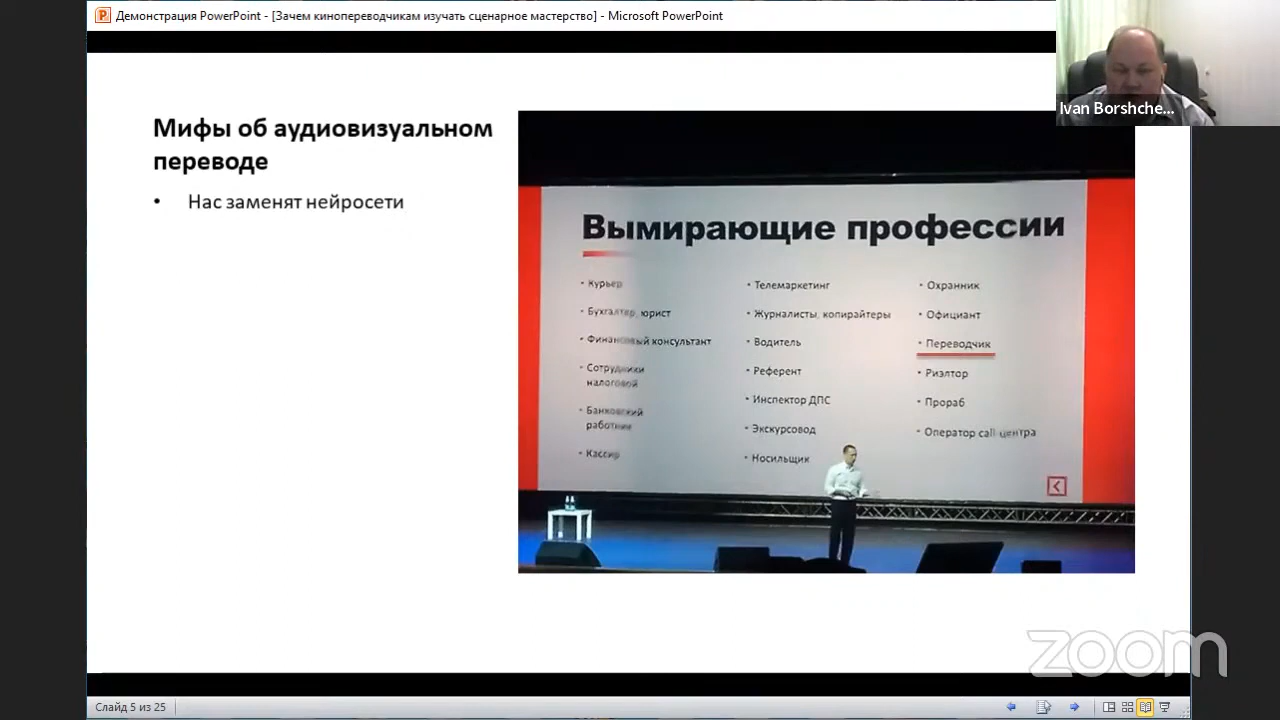 Демонстрация PowerPoint - [Зачем кинопереводчикам изучать сценарное мастерство] - Microsoft PowerPoint
Ivan Borshche...
Мифы об аудиовизуальном
переводе
• Нас заменят нейросети
Вымирающие профессии
• Курьер
• Бухгалтер, юрист
• Финансовый консультант
• Сотрудники
налоговой
• Банковский
работник
• Кассир
• Телемаркетинг
• Журналисты, копирайтеры
• Водитель
• Референт
• Инспектор ДПС
• Экскурсовод
• Носильщик
• Охранник
• Официант
• Переводчик
• Риэлтор
• Прораб
• Оператор call-центра
zoom
Слайд 5 из 25